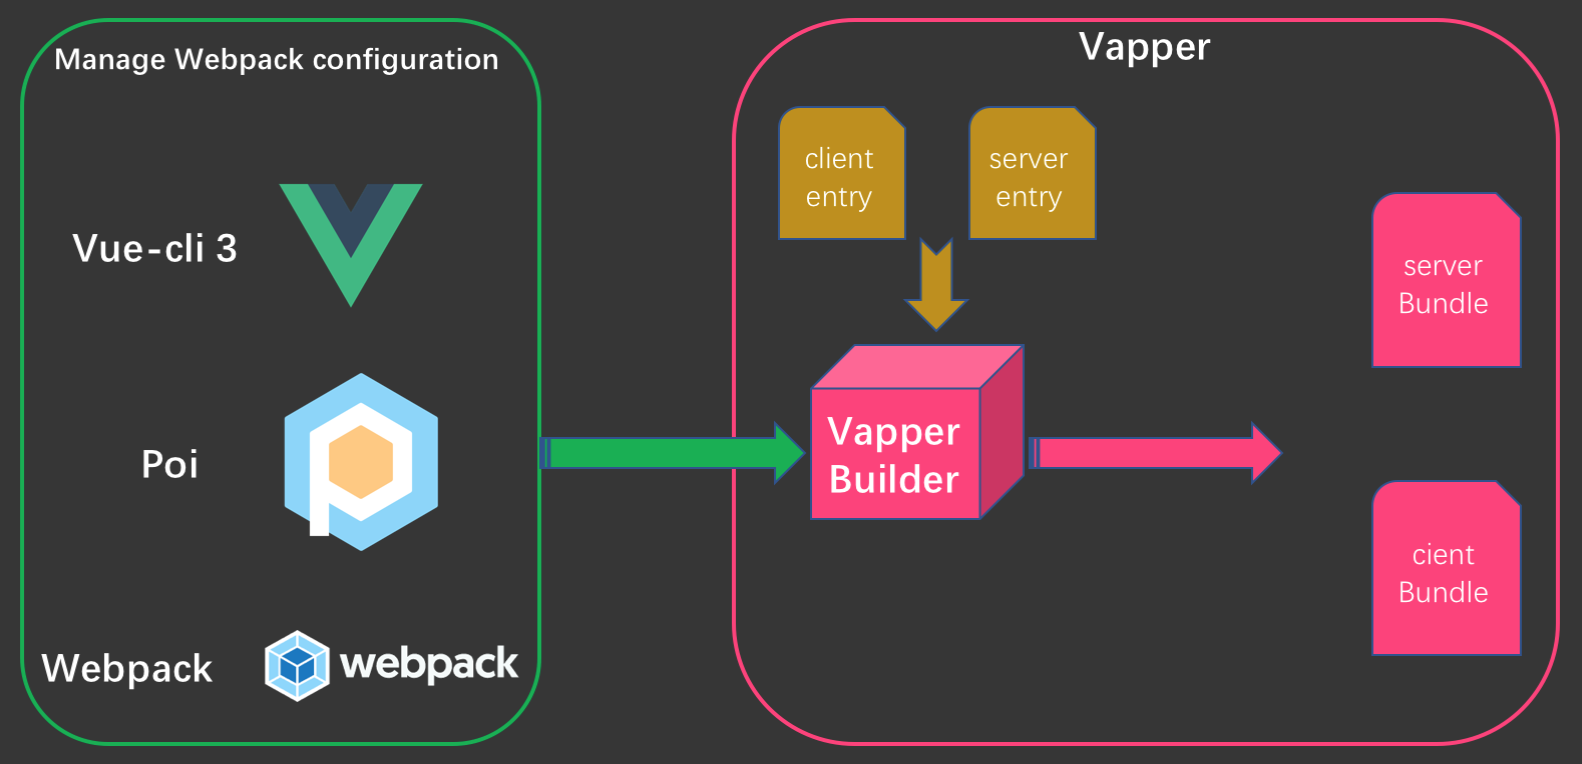 Manage Webpack configuration
Vue-cli 3
Poi
Webpack
webpack
Vapper
client
entry
server
entry
Vapper
Builder
server
Bundle
cient
Bundle